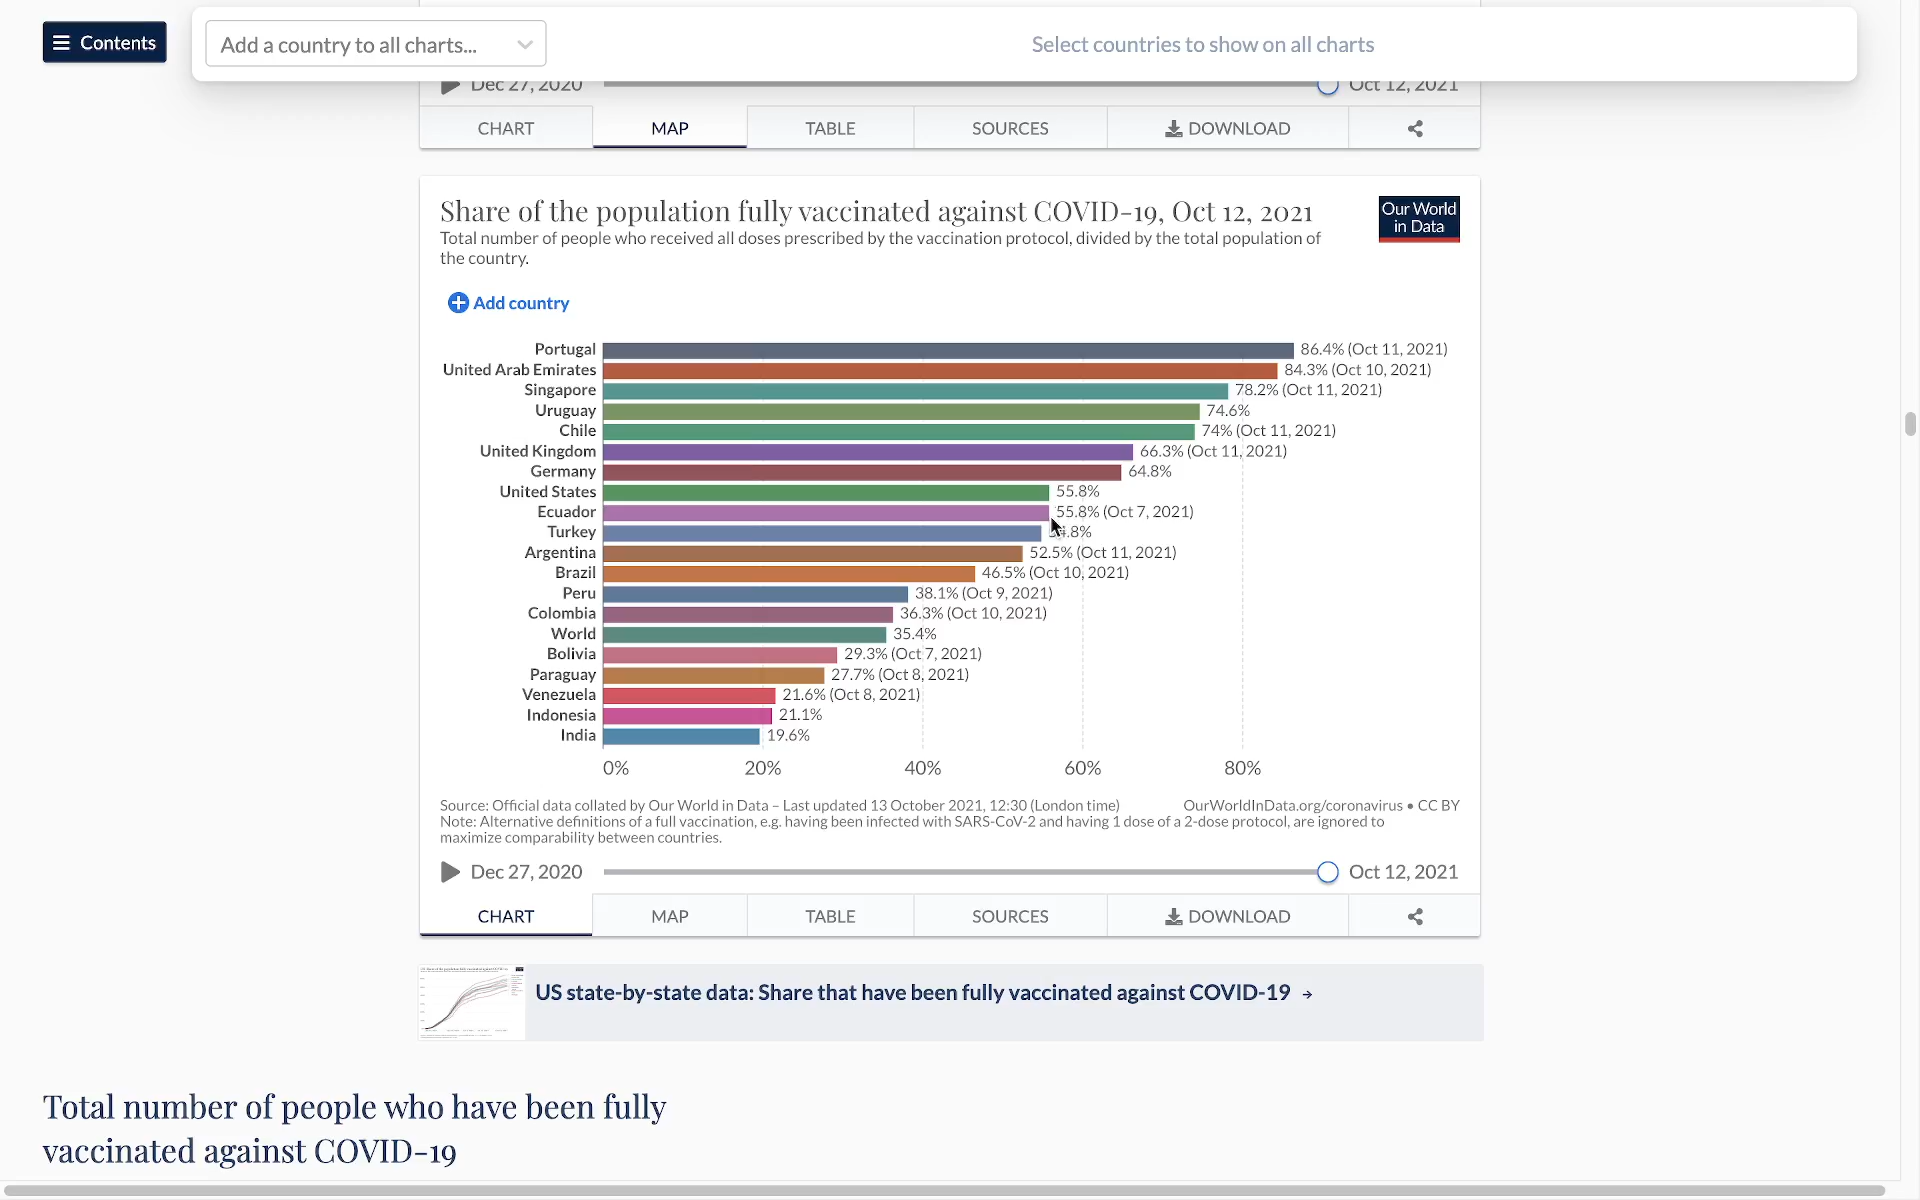 Contents
Add a country to all charts...
Select countries to show on all charts
Dec 27, 2020
Oct 12, 2021
CHART
MAP
TABLE
SOURCES
DOWNLOAD
Share of the population fully vaccinated against COVID-19, Oct 12, 2021
Our World
in Data
Total number of people who received all doses prescribed by the vaccination protocol, divided by the total population of
the country.
Add country
Portugal 86.4% (Oct 11, 2021)
United Arab Emirates 84.3% (Oct 10, 2021)
Singapore 78.2% (Oct 11, 2021)
Uruguay 74.6%
Chile 74% (Oct 11, 2021)
United Kingdom 66.3% (Oct 11, 2021)
Germany 64.8%
United States 55.8%
Ecuador 55.8% (Oct 7, 2021)
Turkey
Argentina 52.5% (Oct 11, 2021)
Brazil 46.5% (Oct 10, 2021)
Peru 38.1% (Oct 9, 2021)
Colombia 36.3% (Oct 10, 2021)
World 35.4%
Bolivia 29.3% (Oct 7, 2021)
Paraguay 27.7% (Oct 8, 2021)
Venezuela 21.6% (Oct 8, 2021)
Indonesia 21.1%
India 19.6%
0% 20% 40% 60% 80%
Source: Official data collated by Our World in Data – Last updated 13 October 2021, 12:30 (London time)
OurWorldInData.org/coronavirus • CC BY
Note: Alternative definitions of a full vaccination, e.g. having been infected with SARS-CoV-2 and having 1 dose of a 2-dose protocol, are ignored to
maximize comparability between countries.
Dec 27, 2020
Oct 12, 2021
CHART
MAP
TABLE
SOURCES
DOWNLOAD
US state-by-state data: Share that have been fully vaccinated against COVID-19 →
Total number of people who have been fully
vaccinated against COVID-19